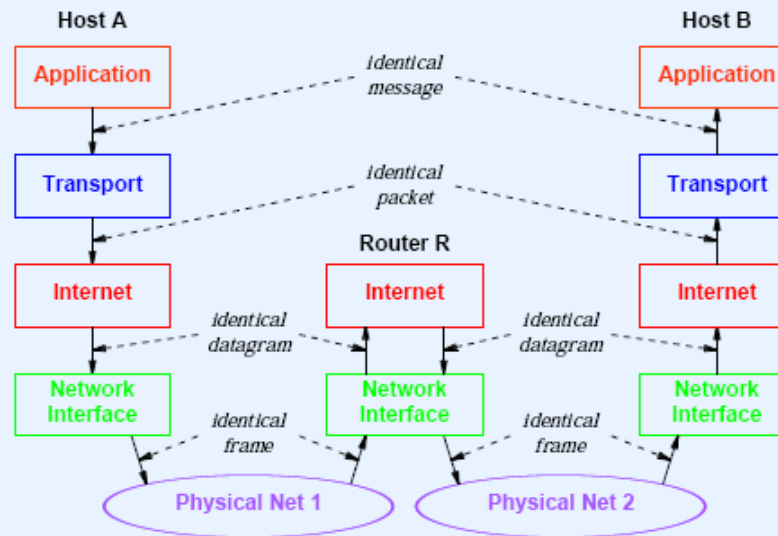 Host A
Host B
Application
identical
message
Application
Transport
identical
packet
Transport
Router R
Internet
Internet
Internet
identical
datagram
identical
datagram
Network
Interface
Network
Interface
Network
Interface
identical
frame
identical
frame
Physical Net 1
Physical Net 2